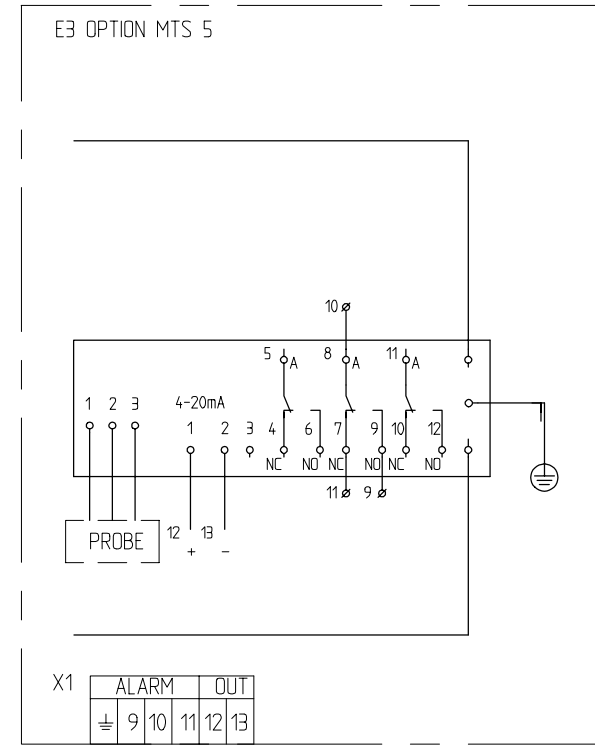 E3 OPTION MTS 5
10
5 A 8 A 11 A
1 2 3 4-20mA
1 2 3 4 6 7 9 10 12
NC NO NC NO NC NO
11 9
PROBE 12 13
+ -
X1 ALARM OUT
9 10 11 12 13